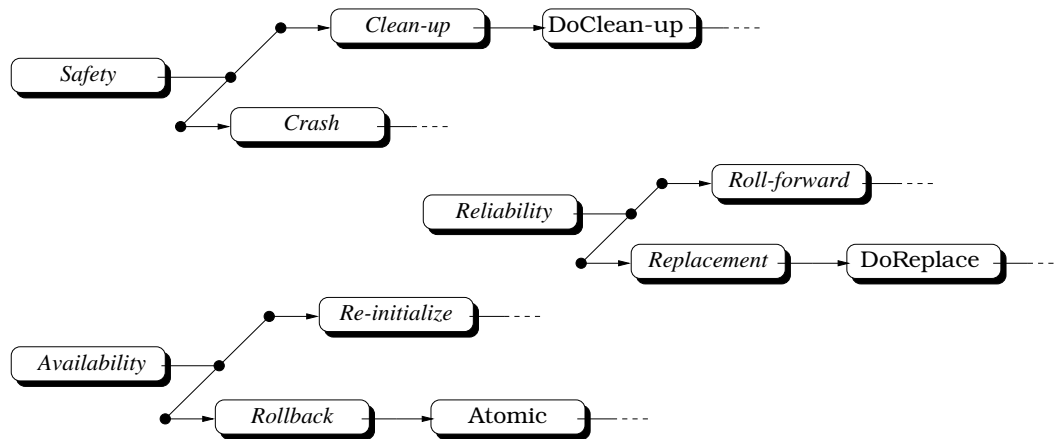 Clean-up
DoClean-up
Safety
Crash
Roll-forward
Reliability
Replacement
DoReplace
Re-initialize
Availability
Rollback
Atomic